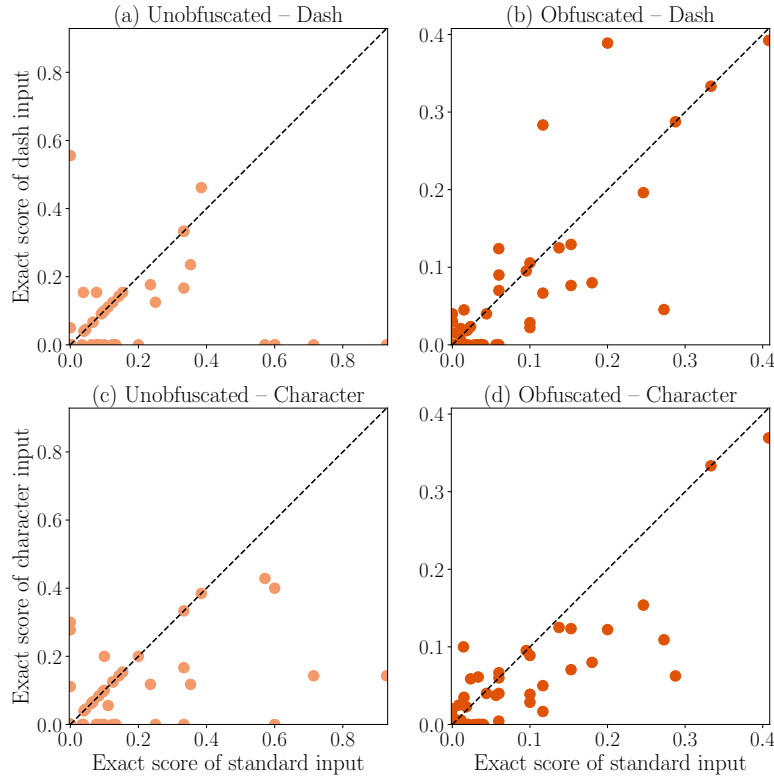 (a) Unobfuscated – Dash
(b) Obfuscated – Dash
Exact score of dash input
0.8
0.6
0.4
0.2
0.0
0.0 0.2 0.4 0.6 0.8
0.4
0.3
0.2
0.1
0.0
0.0 0.1 0.2 0.3 0.4
(c) Unobfuscated – Character
(d) Obfuscated – Character
Exact score of character input
0.8
0.6
0.4
0.2
0.0
0.0 0.2 0.4 0.6 0.8
Exact score of standard input
0.4
0.3
0.2
0.1
0.0
0.0 0.1 0.2 0.3 0.4
Exact score of standard input